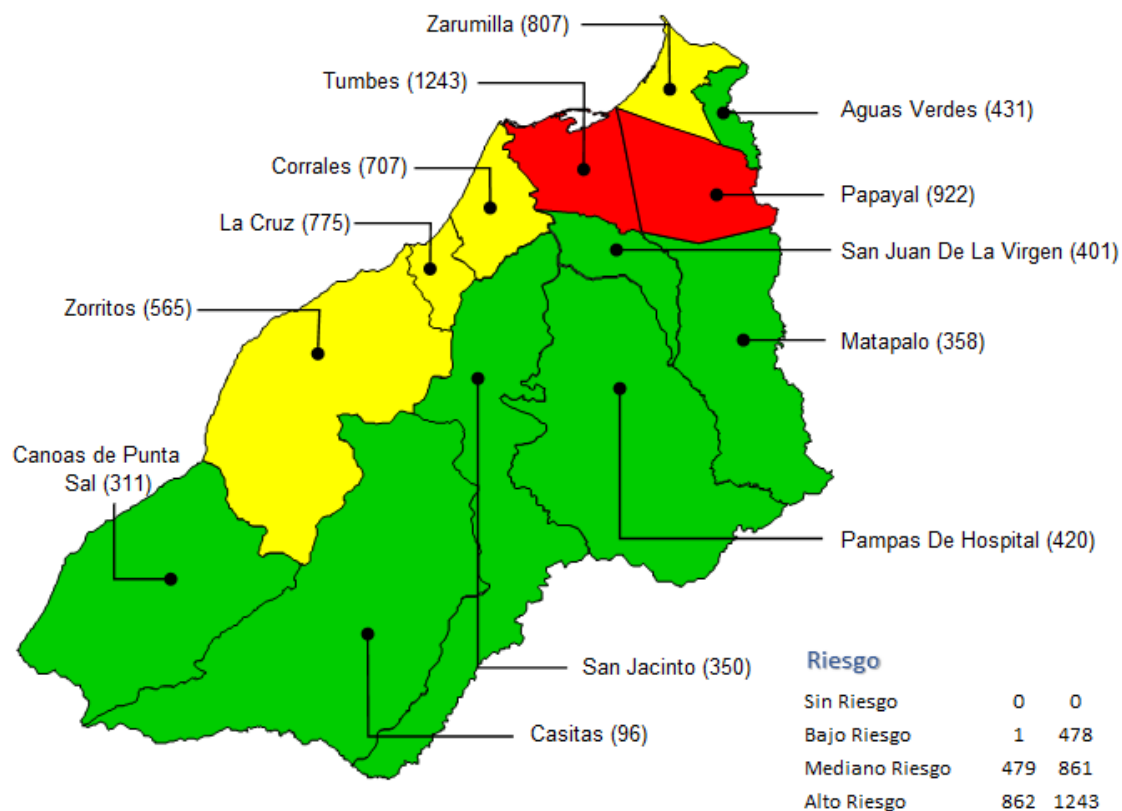 Zarumilla (807)
Tumbes (1243)
Aguas Verdes (431)
Corrales (707)
Papayal (922)
La Cruz (775)
San Juan De La Virgen (401)
Zorritos (565)
Matapalo (358)
Canoas de Punta
Sal (311)
Pampas De Hospital (420)
San Jacinto (350)
Casitas (96)
Riesgo
Sin Riesgo 0 0
Bajo Riesgo 1 478
Mediano Riesgo 479 861
Alto Riesgo 862 1243